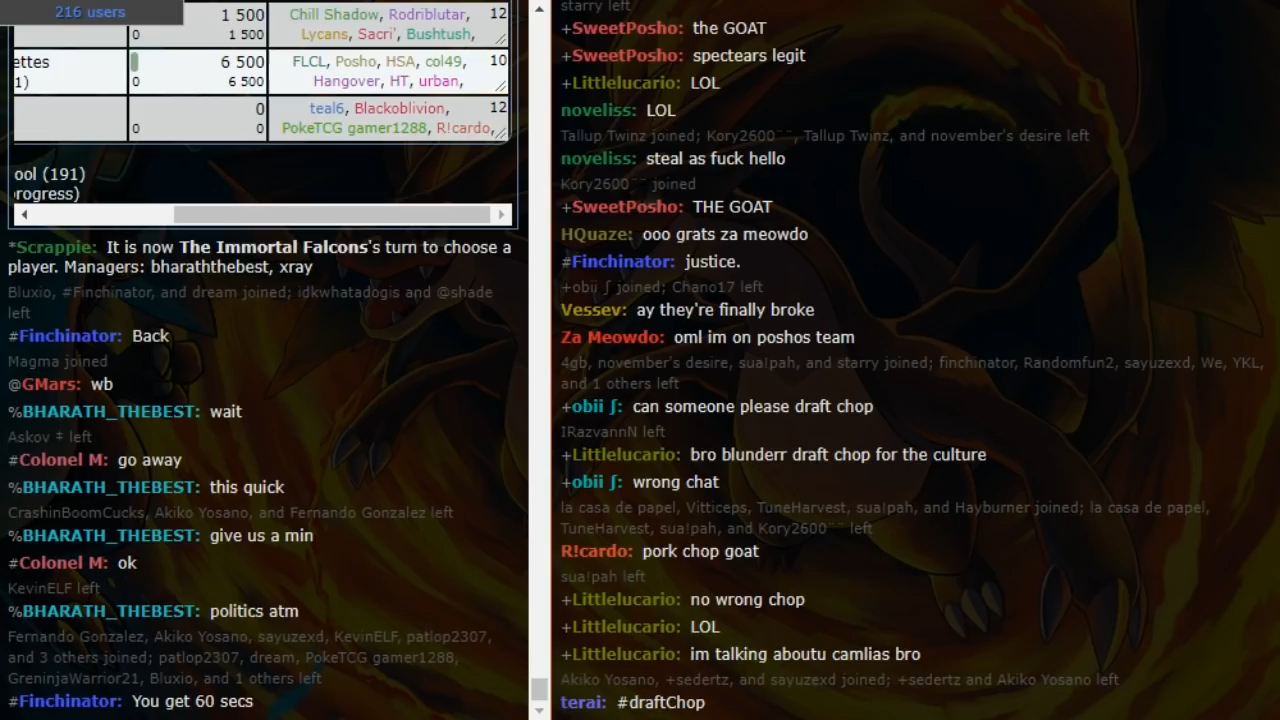 216 users
1 500
Chill Shadow, Rodriblutar,
12
0
1 500
Lycans, Sacri', Bushtush,
ettes
6 500
FLCL, Posho, HSA, col49,
10
1)
0
6 500
Hangover, HT, urban,
0
teal6, Blackoblivion,
12
0
0
PokeTCG gamer1288, R!cardo,
ool (191)
rogress)
*Scrappie: It is now The Immortal Falcons's turn to choose a
player. Managers: bharaththebest, xray
Bluxio, #Finchinator, and dream joined; idkwhatadogis and @shade
left
#Finchinator: Back
Magma joined
@GMars: wb
%BHARATH_THEBEST: wait
Askov ∓ left
#Colonel M: go away
%BHARATH_THEBEST: this quick
CrashinBoomCucks, Akiko Yosano, and Fernando Gonzalez left
%BHARATH_THEBEST: give us a min
#Colonel M: ok
KevinELF left
%BHARATH_THEBEST: politics atm
Fernando Gonzalez, Akiko Yosano, sayuzexd, KevinELF, patlop2307,
and 3 others joined; patlop2307, dream, PokeTCG gamer1288,
GreninjaWarrior21, Bluxio, and 1 others left
#Finchinator: You get 60 secs
starry left
+SweetPosho: the GOAT
+SweetPosho: spectears legit
+Littlelucario: LOL
noveliss: LOL
Tallup Twinz joined; Kory2600¯¯, Tallup Twinz, and november's desire left
noveliss: steal as fuck hello
Kory2600¯¯ joined
+SweetPosho: THE GOAT
HQuaze: ooo grats za meowdo
#Finchinator: justice.
+obii ʃ joined; Chano17 left
Vessev: ay they're finally broke
Za Meowdo: oml im on poshos team
4gb, november's desire, sua!pah, and starry joined; finchinator, Randomfun2, sayuzexd, We, YKL,
and 1 others left
+obii ʃ: can someone please draft chop
IRazvannN left
+Littlelucario: bro blunderr draft chop for the culture
+obii ʃ: wrong chat
la casa de papel, Vitticeps, TuneHarvest, sua!pah, and Hayburner joined; la casa de papel,
TuneHarvest, sua!pah, and Kory2600¯¯ left
R!cardo: pork chop goat
sua!pah left
+Littlelucario: no wrong chop
+Littlelucario: LOL
+Littlelucario: im talking aboutu camlias bro
Akiko Yosano, +sedertz, and sayuzexd joined; +sedertz and Akiko Yosano left
terai: #draftChop